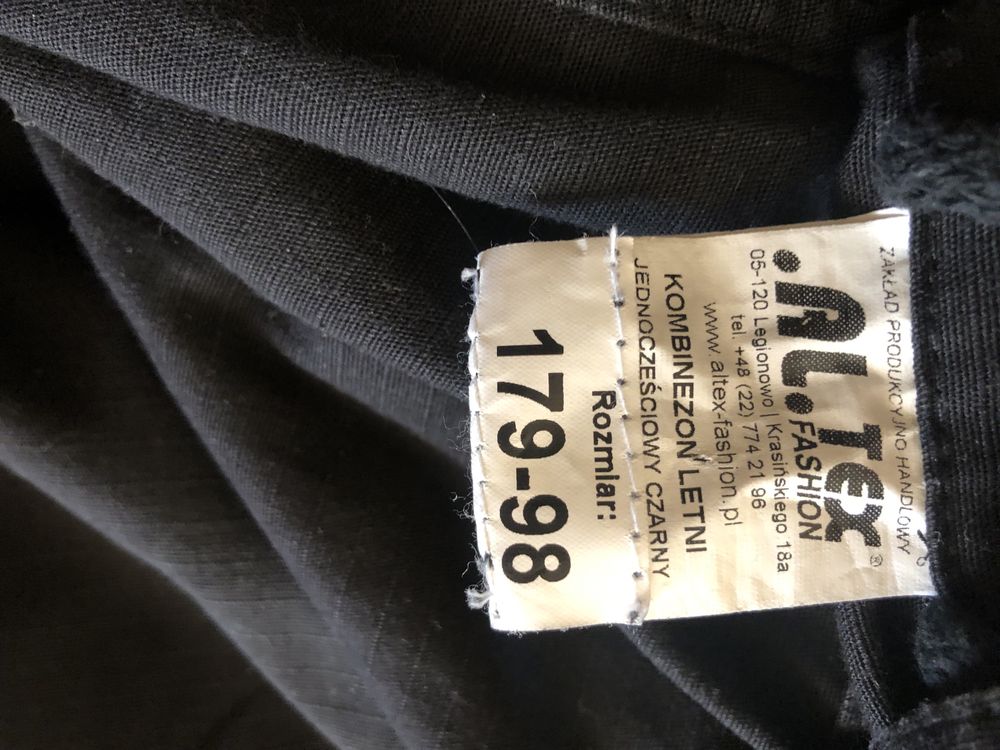 ZAKŁAD PRODUKCYJNO HANDLOWY
.AL.TEX®
FASHION
05-120 Legionowo | Krasińskiego 18a
tel. +48 (22) 774 21 96
www.altex-fashion.pl
KOMBINEZON LETNI
JEDNOCZEŚCIOWY CZARNY
Rozmiar:
179-98